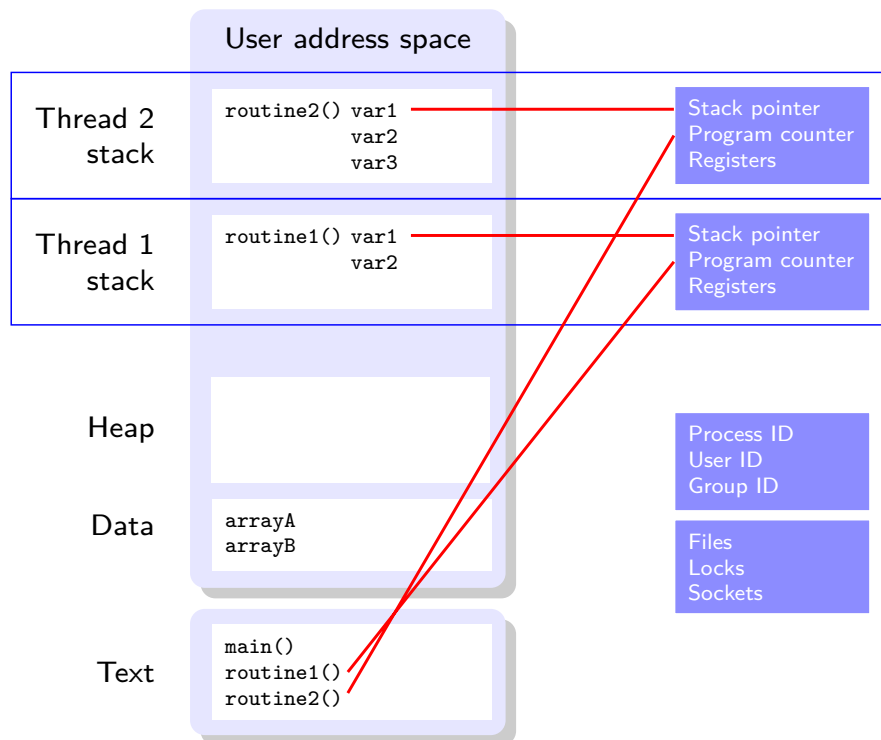 User address space
Thread 2
stack
routine2() var1
var2
var3
Stack pointer
Program counter
Registers
Thread 1
stack
routine1() var1
var2
Stack pointer
Program counter
Registers
Heap
Process ID
User ID
Group ID
Data
arrayA
arrayB
Files
Locks
Sockets
Text
main()
routine1()
routine2()